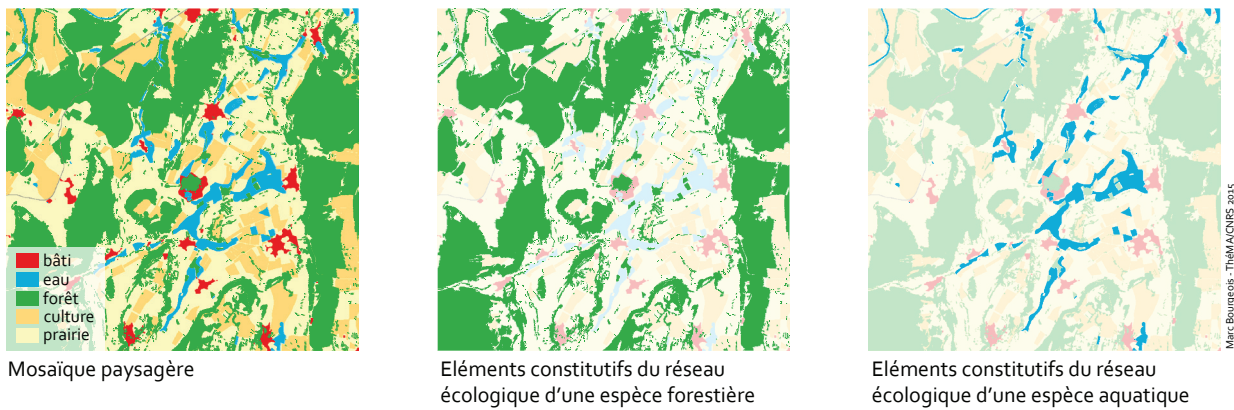 bâti
eau
forêt
culture
prairie
Mosaïque paysagère
Eléments constitutifs du réseau
écologique d'une espèce forestière
Eléments constitutifs du réseau
écologique d'une espèce aquatique
Marc Bourgeois - ThéMA/CNRS 2015